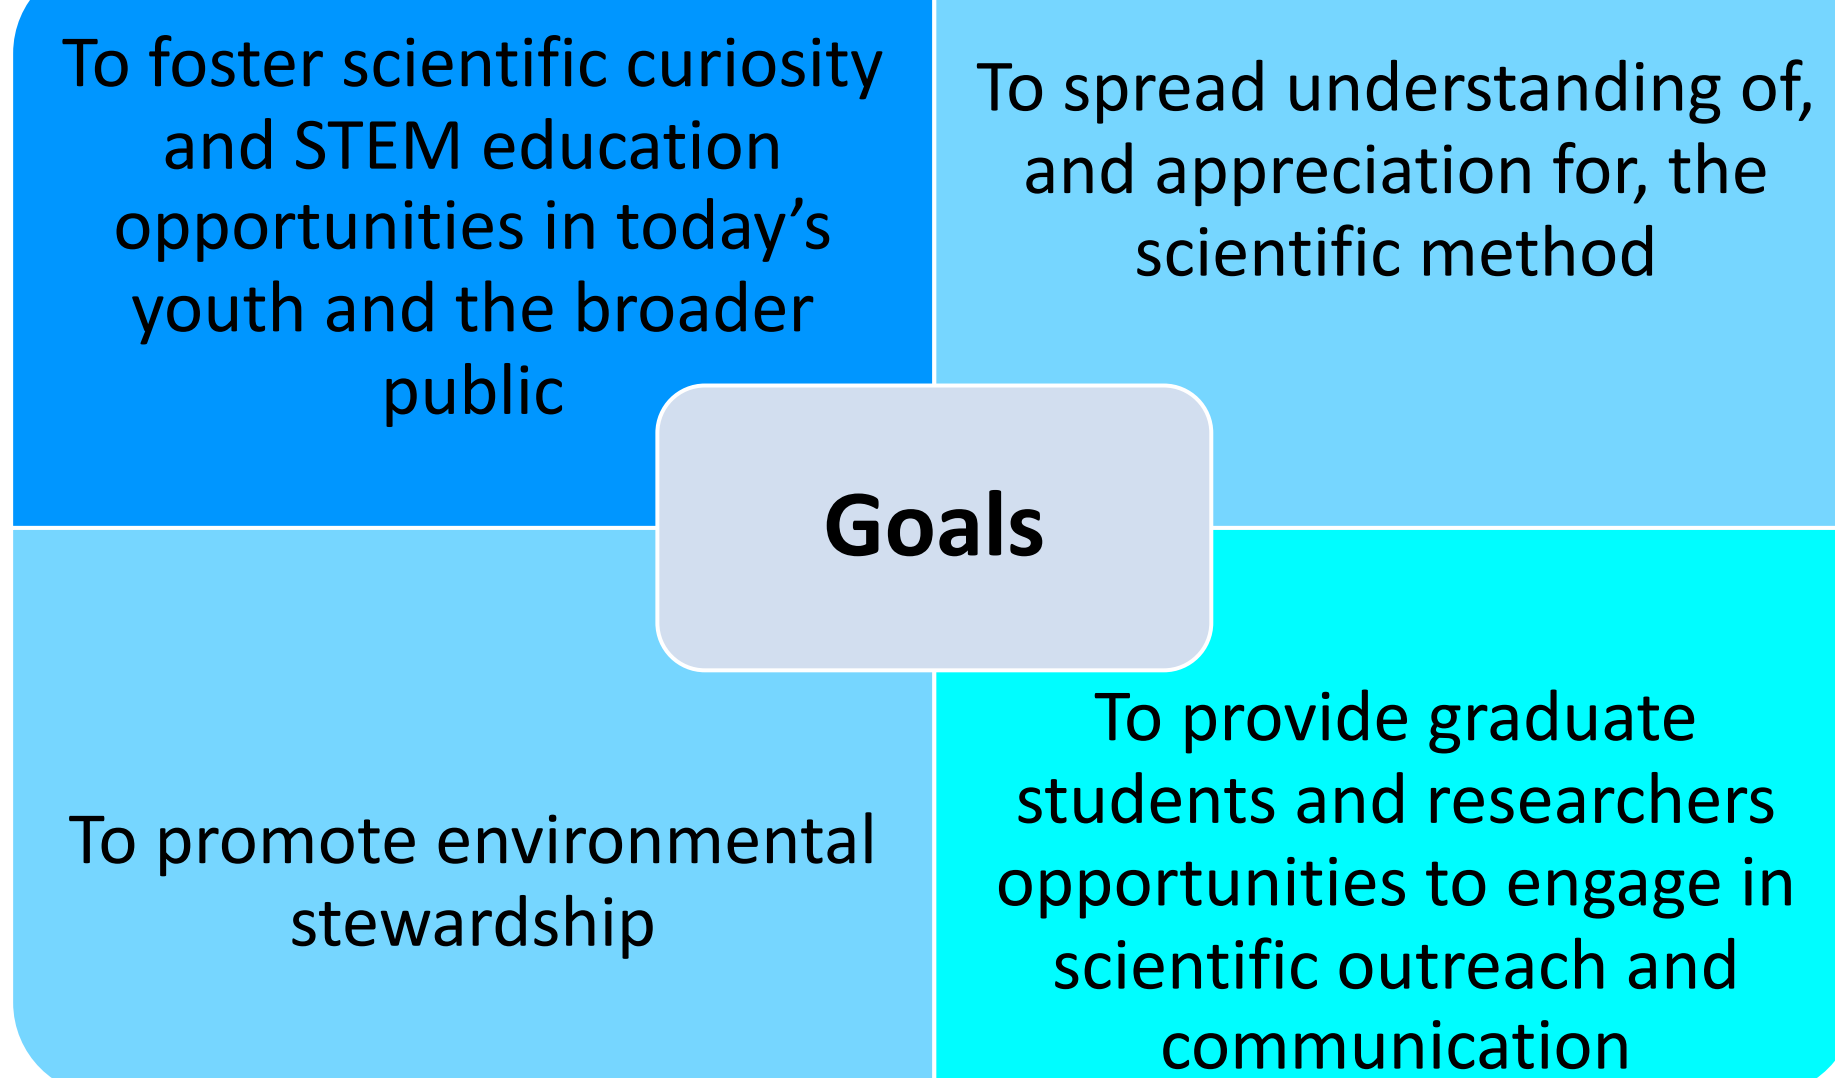 To foster scientific curiosity
and STEM education
opportunities in today’s
youth and the broader
public
To spread understanding of,
and appreciation for, the
scientific method
Goals
To promote environmental
stewardship
To provide graduate
students and researchers
opportunities to engage in
scientific outreach and
communication